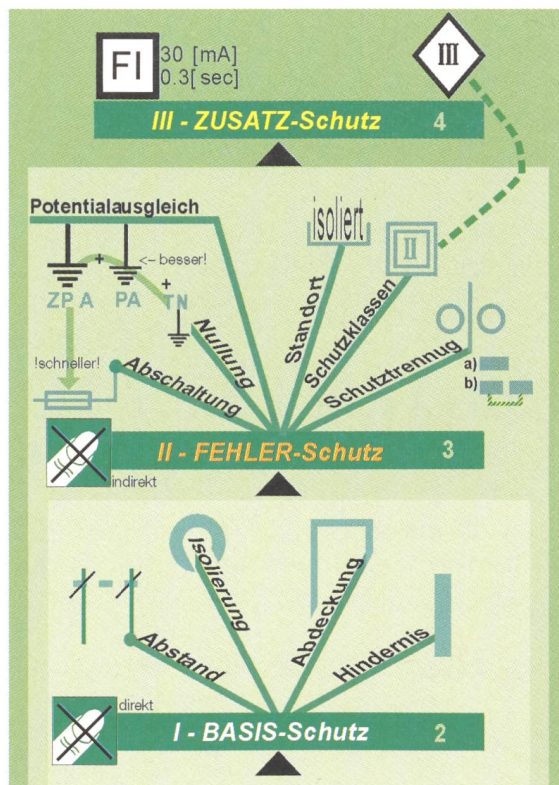 FI
30 [mA]
0.3[ sec]
III
III - ZUSATZ-Schutz 4
Potentialausgleich
isoliert
II
+
<– besser!
+
ZP A
PA
TN
Nullung
Standort
Schutzklassen
Schutztrennug
!schneller!
Abschaltung
a)
b)
II - FEHLER-Schutz 3
indirekt
Isolierung
Abdeckung
Abstand
Hindernis
direkt
I - BASIS-Schutz 2